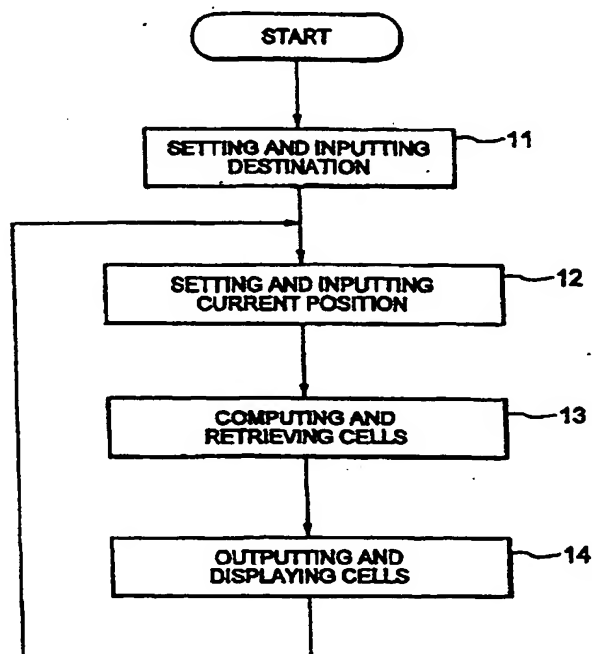 START
SETTING AND INPUTTING
DESTINATION
11
SETTING AND INPUTTING
CURRENT POSITION
12
COMPUTING AND
RETRIEVING CELLS
13
OUTPUTTING AND
DISPLAYING CELLS
14